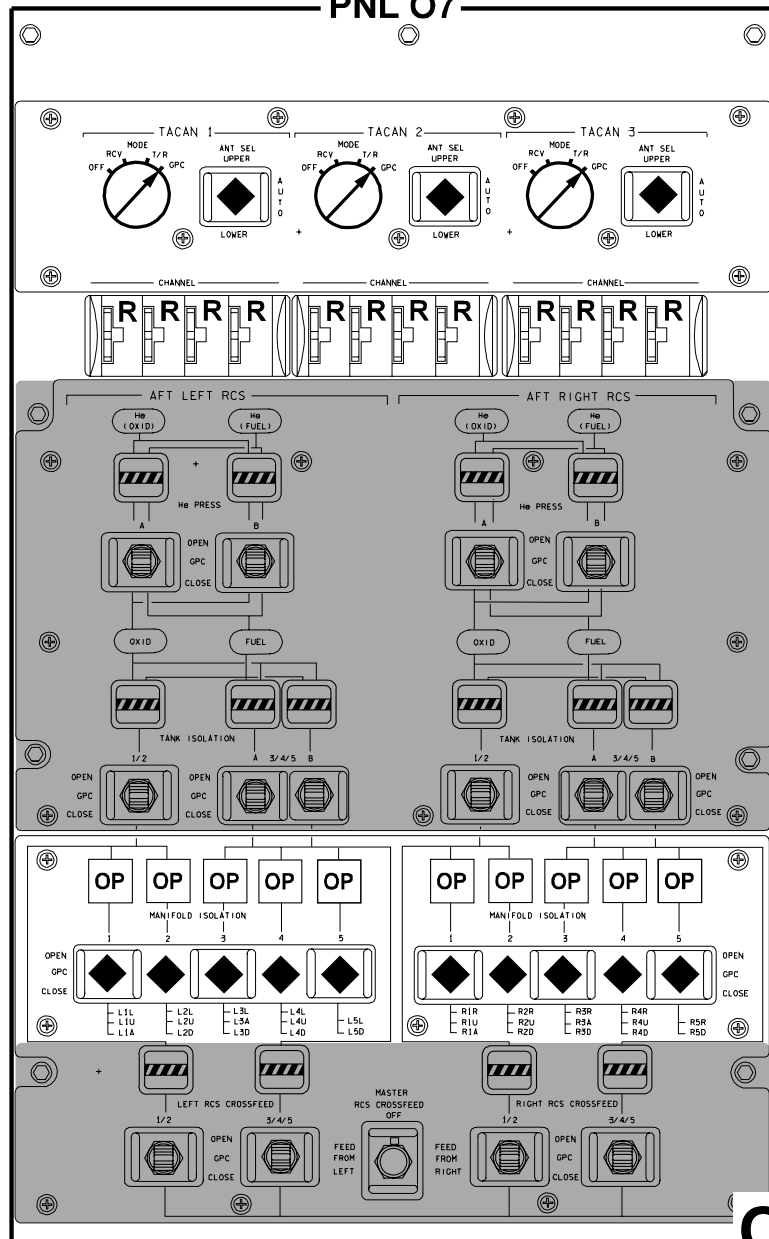 PNL O7
TACAN 1 TACAN 2 TACAN 3
MODE ANT SEL MODE ANT SEL MODE ANT SEL
OFF RCV T/R GPC UPPER OFF RCV T/R GPC UPPER OFF RCV T/R GPC UPPER
AUTO AUTO AUTO
LOWER LOWER LOWER
CHANNEL CHANNEL CHANNEL
R R R R R R R R R R R R
AFT LEFT RCS AFT RIGHT RCS
He He He He
(OXID) (FUEL) (OXID) (FUEL)
He PRESS He PRESS
A B A B
OPEN OPEN
GPC GPC
CLOSE CLOSE
OXID FUEL OXID FUEL
TANK ISOLATION TANK ISOLATION
1/2 A 3/4/5 B 1/2 A 3/4/5 B
OPEN OPEN OPEN OPEN
GPC GPC GPC GPC
CLOSE CLOSE CLOSE CLOSE
OP OP OP OP OP OP OP OP OP OP
MANIFOLD ISOLATION MANIFOLD ISOLATION
1 2 3 4 5 1 2 3 4 5
OPEN OPEN
GPC GPC
CLOSE CLOSE
L1L L2L L3L L4L R1R R2R R3R R4R
L1U L2U L3A L4U L5L R1U R2U R3A R4U R5R
L1A L2D L3D L4D L5D R1A R2D R3D R4D R5D
LEFT RCS CROSSFEED RIGHT RCS CROSSFEED
MASTER
RCS CROSSFEED
OFF
1/2 3/4/5 1/2 3/4/5
OPEN FEED FEED OPEN
GPC FROM FROM GPC
CLOSE LEFT RIGHT CLOSE